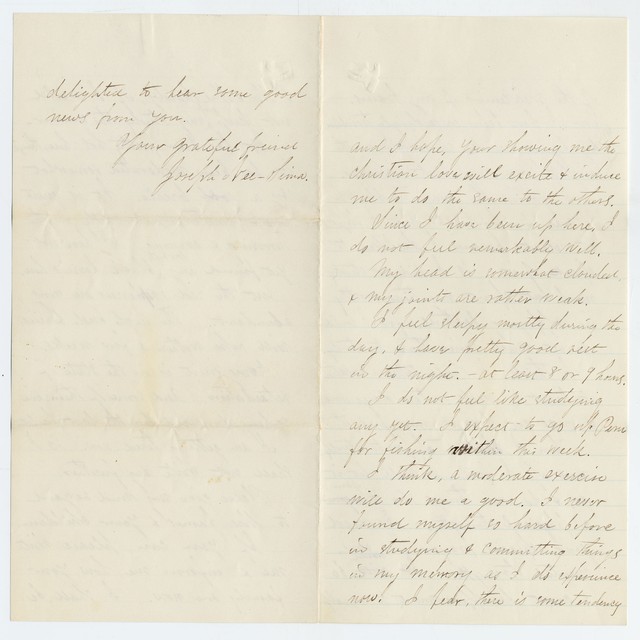 delighted to hear some good
news from you.
Your grateful friend
Joseph Nee-Sima.
and I hope, your showing me the
christian love will excite & induce
me to do the same to the others.
Since I have been up here, I
do not feel remarkably well.
My head is somewhat clouded
& my joints are rather weak.
I feel sleepy mostly during the
day, & have pretty good rest
in the night. - at least 8 or 9 hours.
I do not feel like studying
any yet. I expect to go up
for fishing within this week.
I think, a moderate exercise
will do me a good. I never
found myself so hard before
in studying & committing things
in my memory as I do experience
now. I fear, there is some tendency